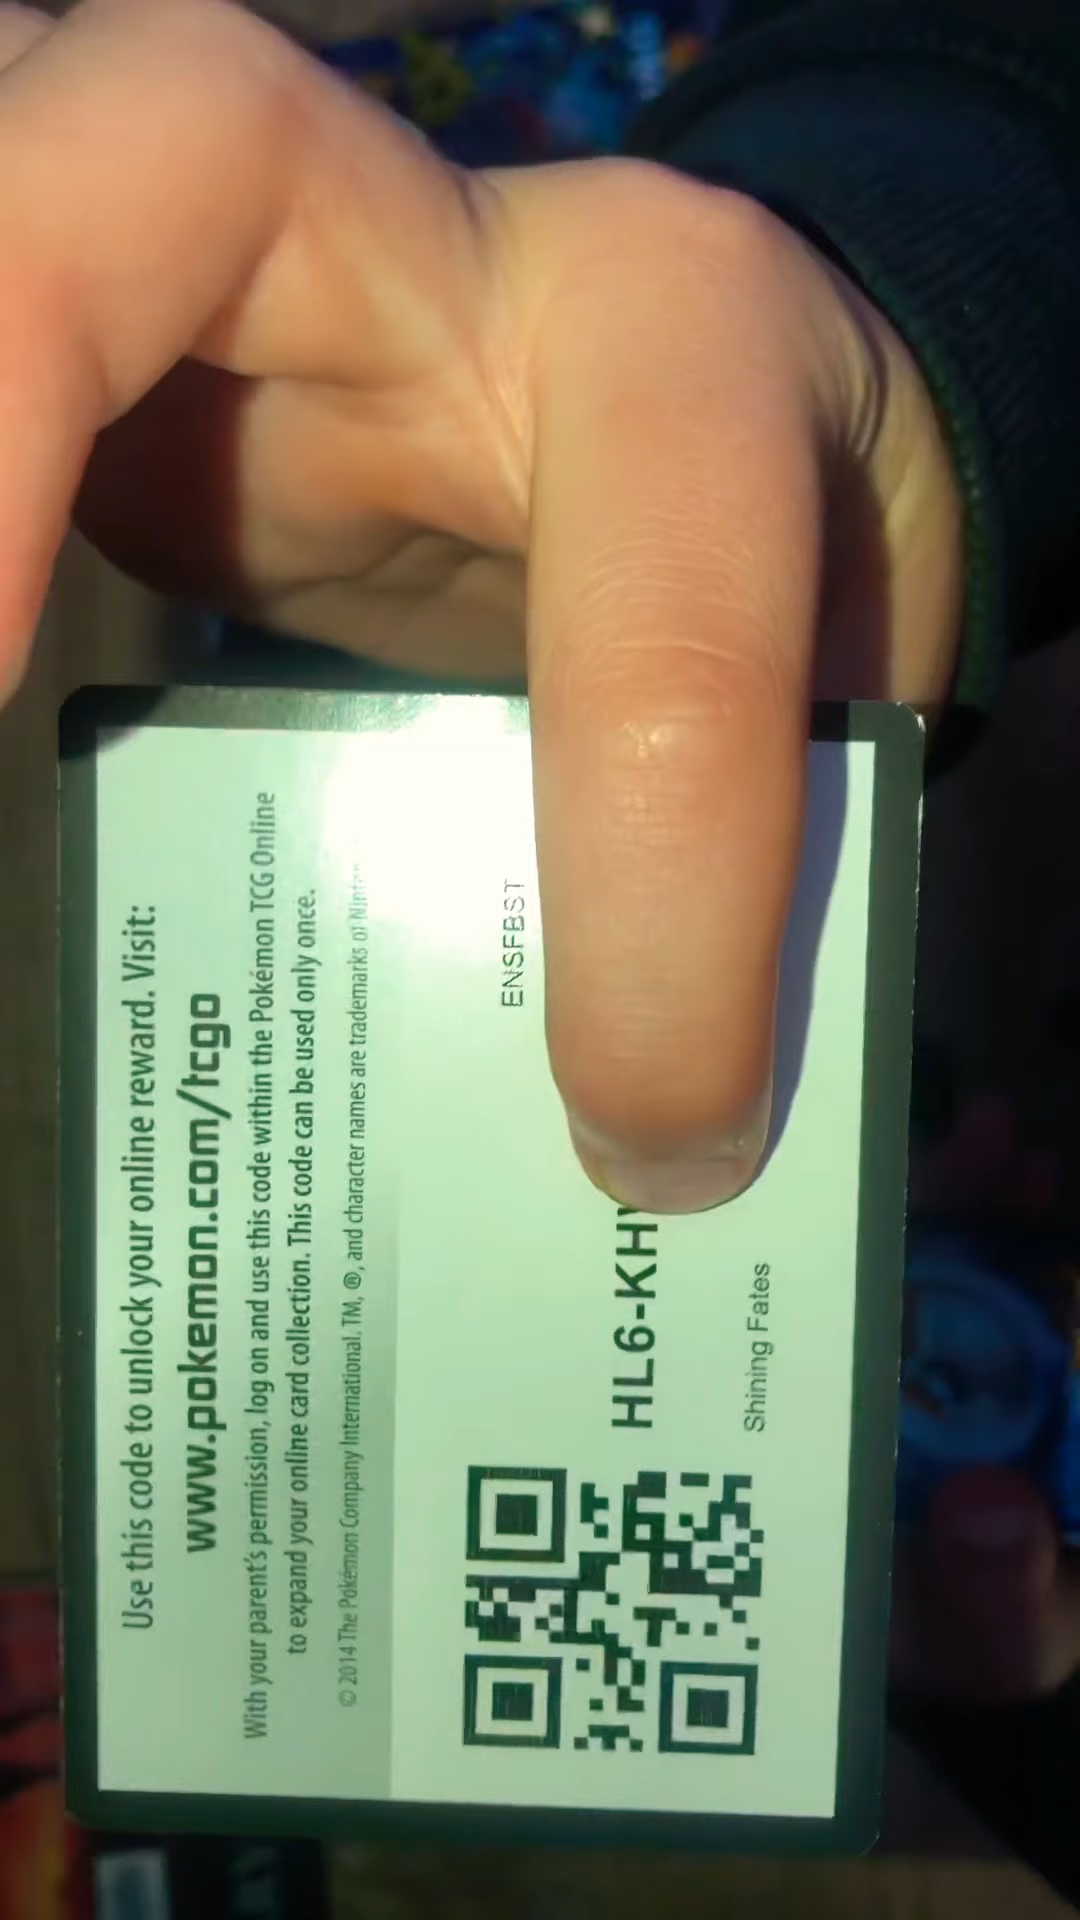 Use this code to unlock your online reward. Visit:
www.pokemon.com/tcgo
With your parent's permission, log on and use this code within the Pokémon TCG Online
to expand your online card collection. This code can be used only once.
© 2014 The Pokémon Company International. TM, ®, and character names are trademarks of
ENSFBST
HL6-KH
Shining Fates